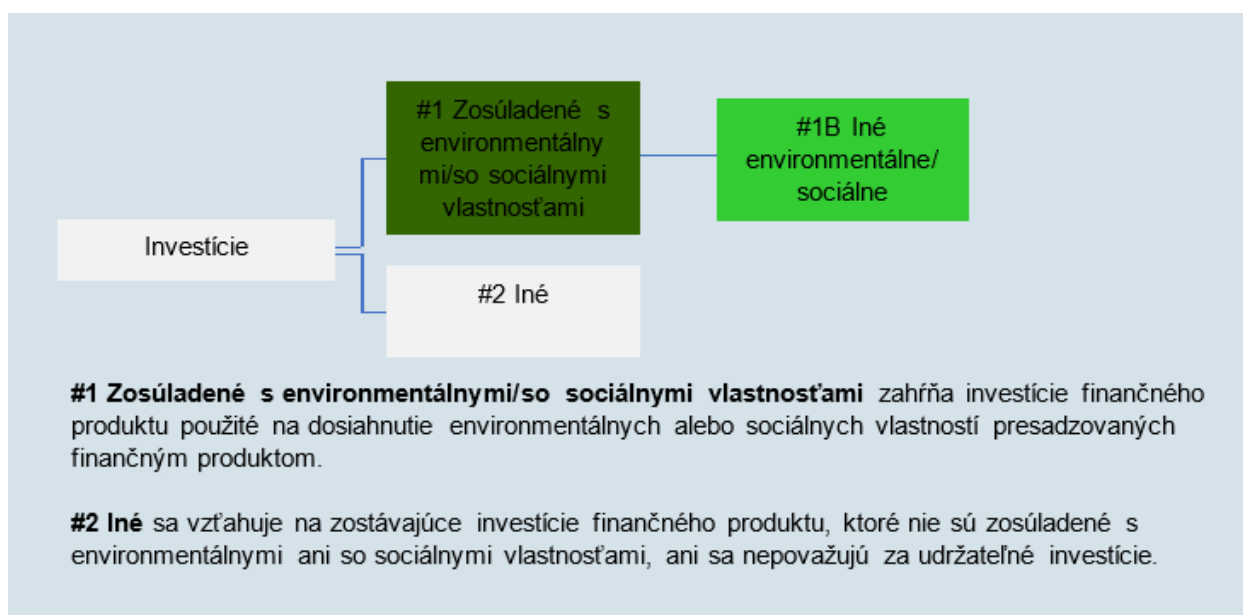 #1 Zosúladené s
environmentálny
mi/so sociálnymi
vlastnosťami
#1B Iné
environmentálne/
sociálne
Investície
#2 Iné
#1 Zosúladené s environmentálnymi/so sociálnymi vlastnosťami zahŕňa investície finančného
produktu použité na dosiahnutie environmentálnych alebo sociálnych vlastností presadzovaných
finančným produktom.
#2 Iné sa vzťahuje na zostávajúce investície finančného produktu, ktoré nie sú zosúladené s
environmentálnymi ani so sociálnymi vlastnosťami, ani sa nepovažujú za udržateľné investície.